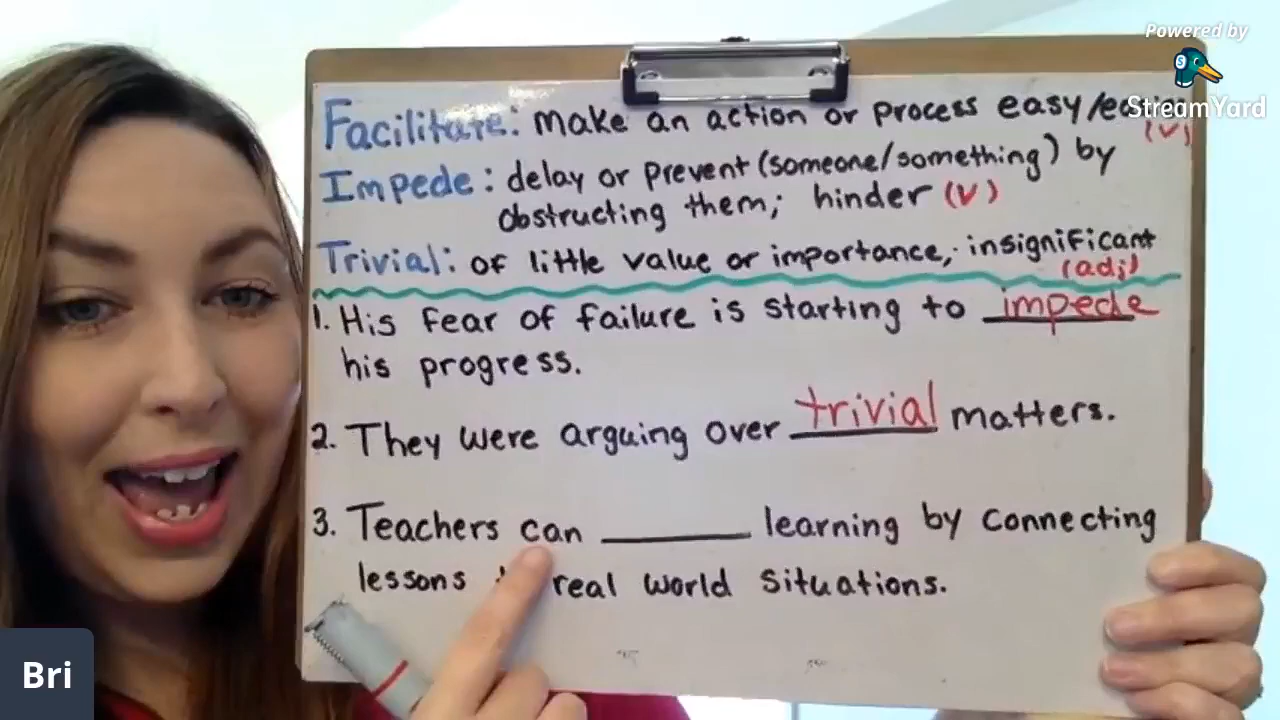 Powered by
StreamYard
Facilitate: make an action or process easy/
(v)
Impede: delay or prevent (someone/something) by
obstructing them; hinder (v)
Trivial: of little value or importance; insignificant
(adj)
1. His fear of failure is starting to impede
his progress.
2. They were arguing over trivial matters.
3. Teachers can ________ learning by connecting
lessons real world situations.
Bri